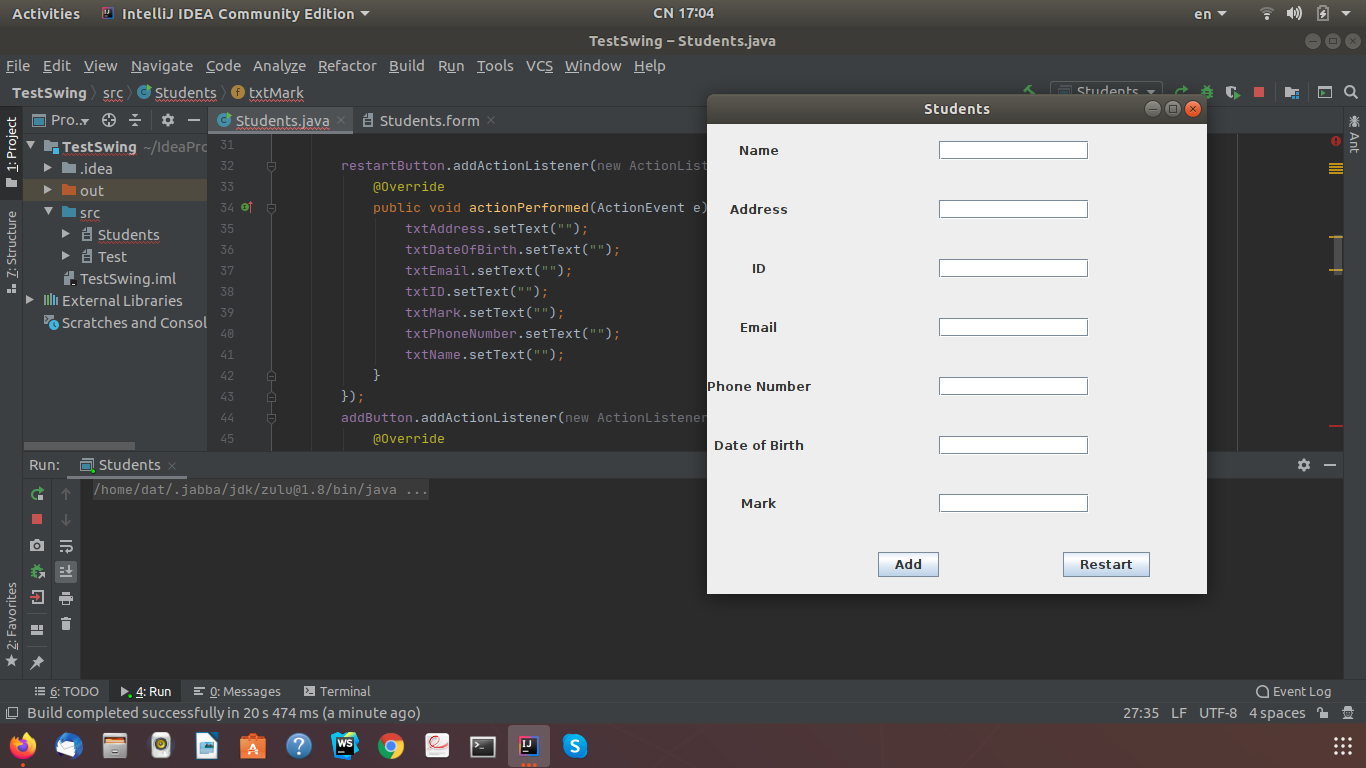 Activities IntelliJ IDEA Community Edition CN 17:04 en
TestSwing – Students.java
File Edit View Navigate Code Analyze Refactor Build Run Tools VCS Window Help
TestSwing src Students txtMark Students
1: Project
7: Structure
2: Favorites
Pro..
TestSwing ~/IdeaPro
.idea
out
src
Students
Test
TestSwing.iml
External Libraries
Scratches and Consol
Students.java Students.form
31
32 restartButton.addActionListener(new ActionList
33 @Override
34 public void actionPerformed(ActionEvent e)
35 txtAddress.setText("");
36 txtDateOfBirth.setText("");
37 txtEmail.setText("");
38 txtID.setText("");
39 txtMark.setText("");
40 txtPhoneNumber.setText("");
41 txtName.setText("");
42 }
43 });
44 addButton.addActionListener(new ActionListener
45 @Override
Ant
Students
Name
Address
ID
Email
Phone Number
Date of Birth
Mark
Add Restart
Run: Students
/home/dat/.jabba/jdk/zulu@1.8/bin/java ...
6: TODO 4: Run 0: Messages Terminal Event Log
Build completed successfully in 20 s 474 ms (a minute ago) 27:35 LF UTF-8 4 spaces
WS
IJ